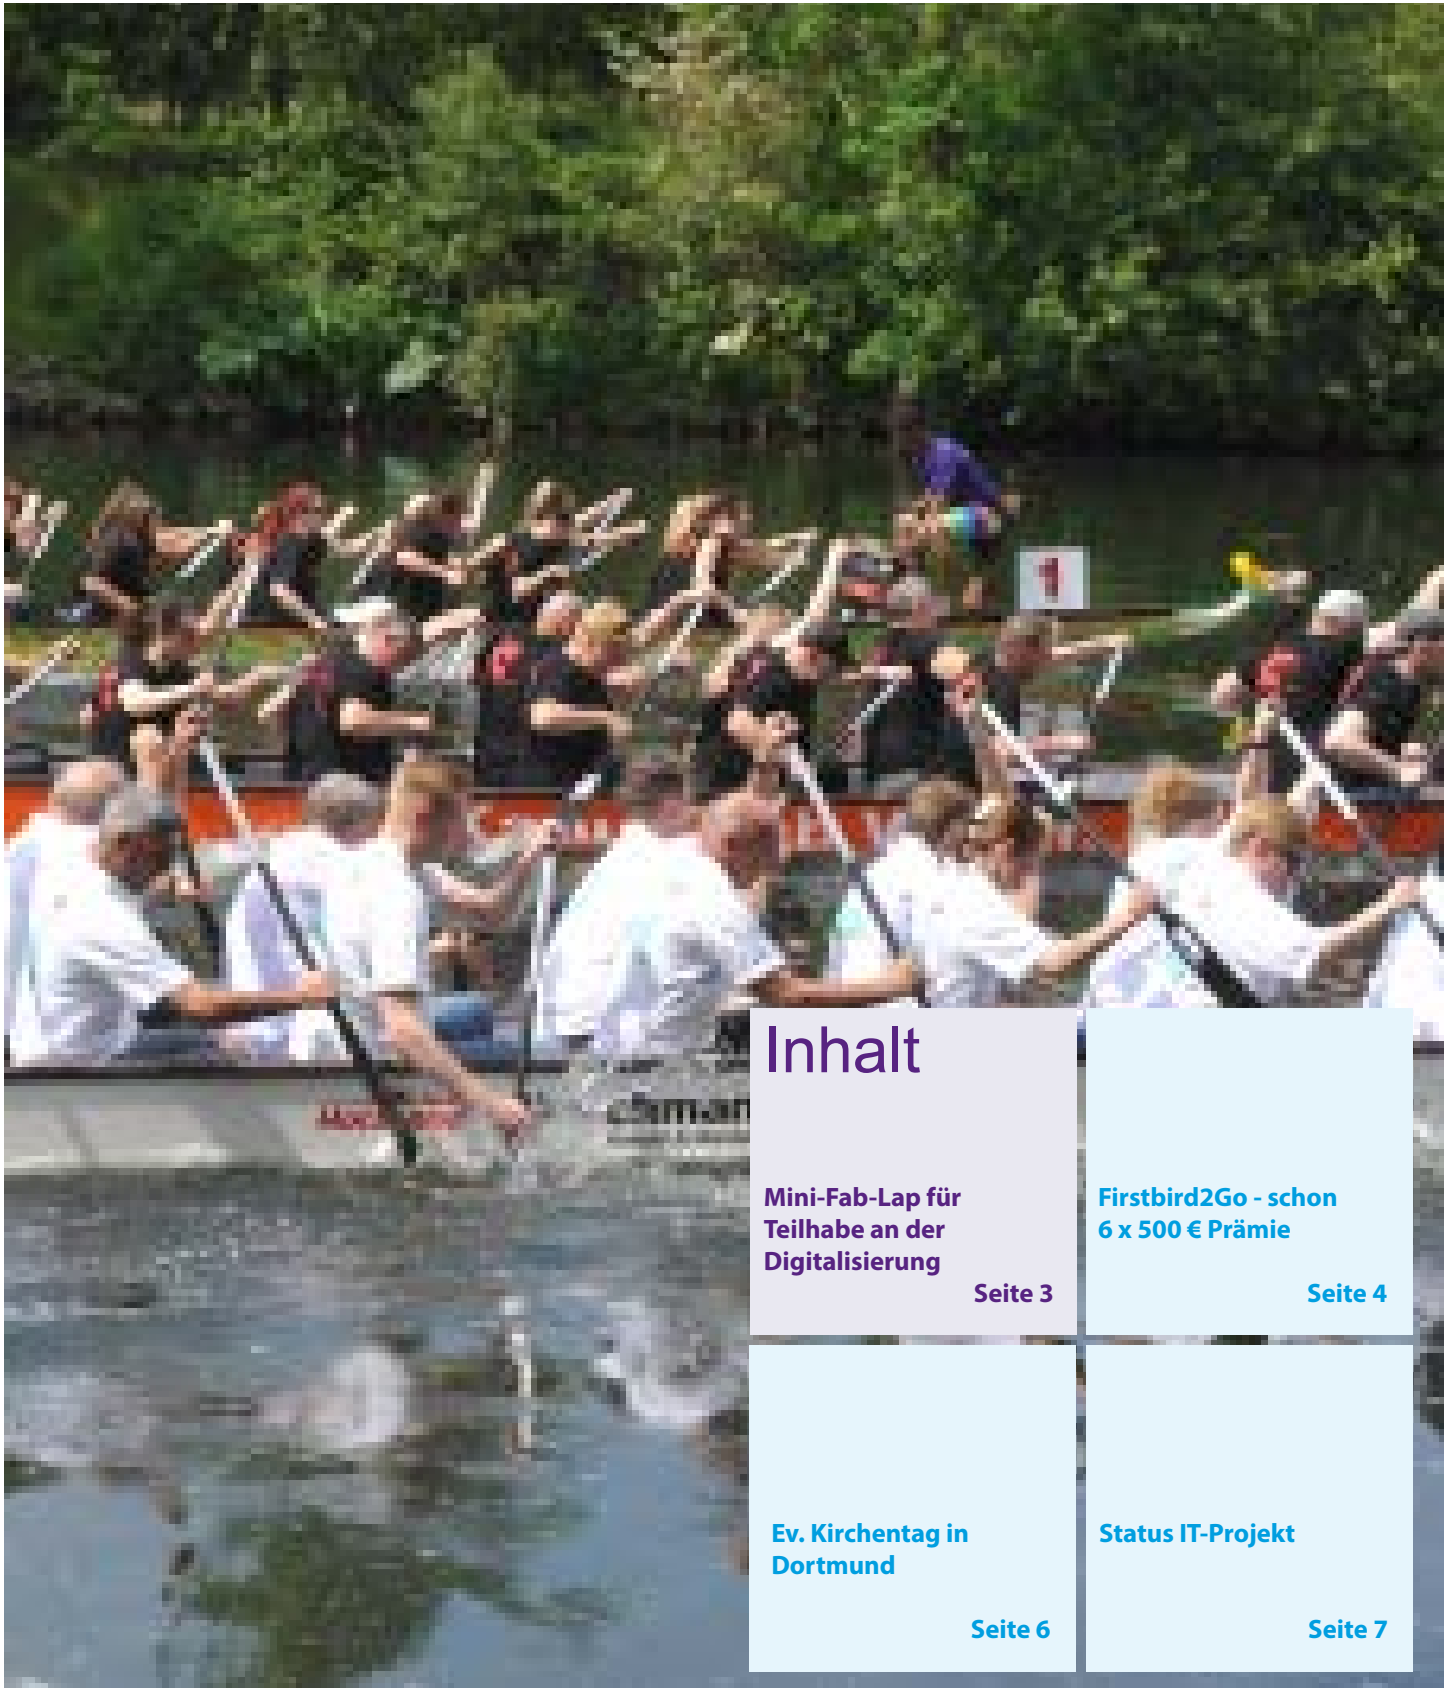 Inhalt
Mini-Fab-Lap für
Teilhabe an der
Digitalisierung
Seite 3
Firstbird2Go - schon
6 x 500 € Prämie
Seite 4
Ev. Kirchentag in
Dortmund
Seite 6
Status IT-Projekt
Seite 7